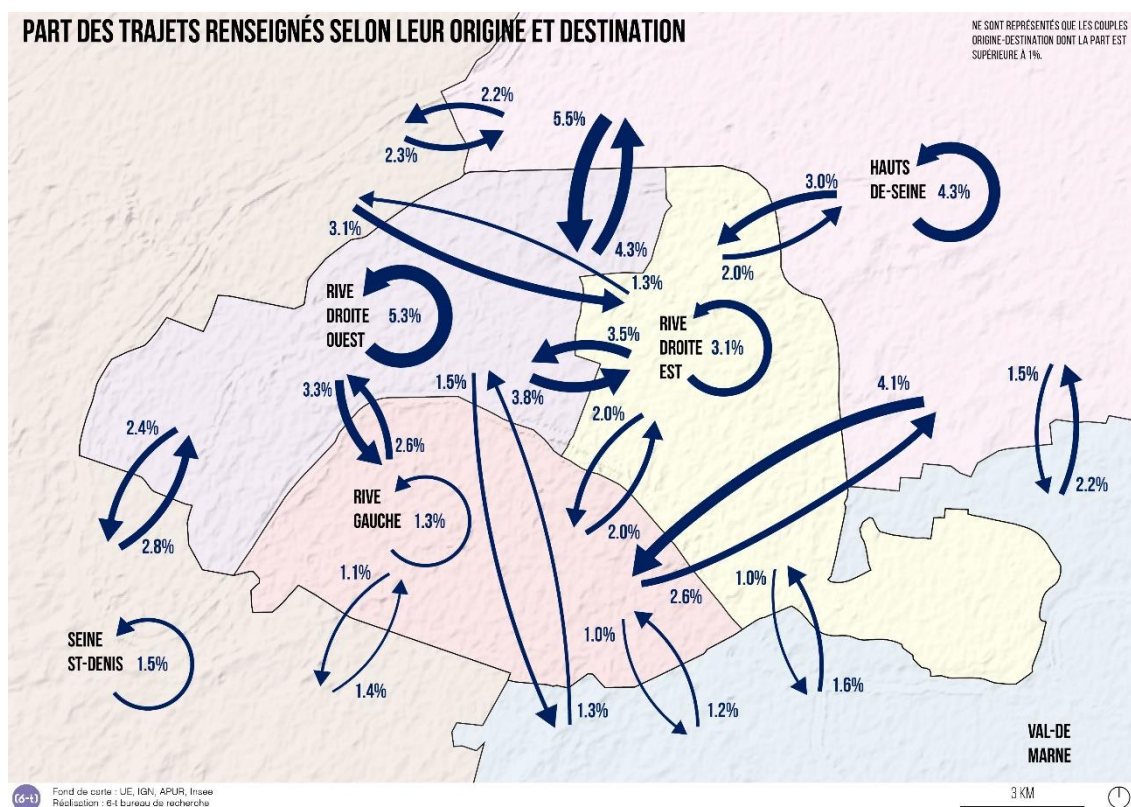 PART DES TRAJETS RENSEIGNÉS SELON LEUR ORIGINE ET DESTINATION
NE SONT REPRÉSENTÉS QUE LES COUPLES
ORIGINE-DESTINATION DONT LA PART EST
SUPÉRIEURE À 1%.
2.2%
5.5%
2.3%
HAUTS
DE-SEINE
4.3%
3.0%
3.1%
4.3%
2.0%
1.3%
RIVE
DROITE
OUEST
5.3%
RIVE
DROITE
EST
3.1%
3.5%
3.3%
1.5%
3.8%
4.1%
1.5%
2.4%
2.6%
2.0%
RIVE
GAUCHE
1.3%
2.2%
2.8%
2.0%
1.1%
1.0%
2.6%
SEINE
ST-DENIS
1.5%
1.0%
1.4%
1.3%
1.2%
1.6%
VAL-DE
MARNE
(6-t)
Fond de carte : UE, IGN, APUR, Insee
Réalisation : 6-t bureau de recherche
3 KM